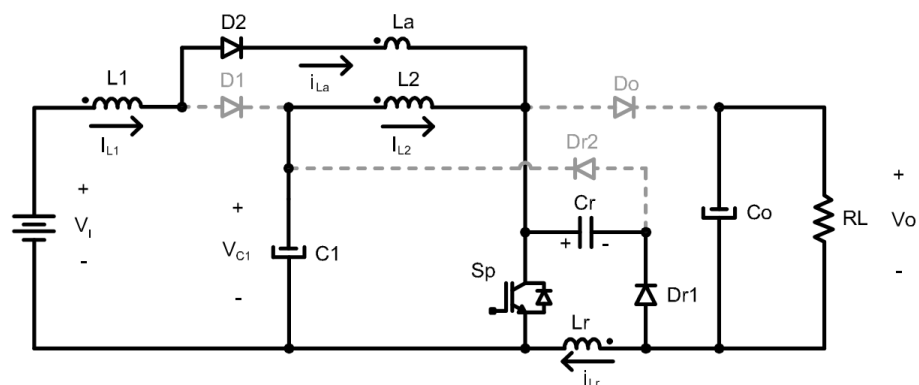 D2
La
iLa
L1
D1
L2
Do
IL1
IL2
Dr2
+
VI
-
+
VC1
-
C1
Cr
+
-
Co
RL
+
Vo
-
Sp
Dr1
Lr
iLr